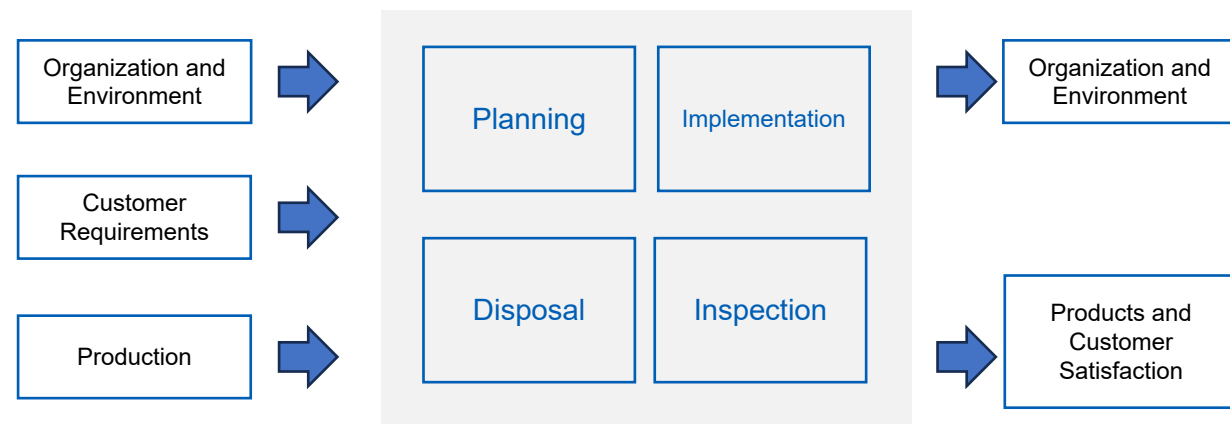 Organization and
Environment
Customer
Requirements
Production
Planning
Implementation
Disposal
Inspection
Organization and
Environment
Products and
Customer
Satisfaction